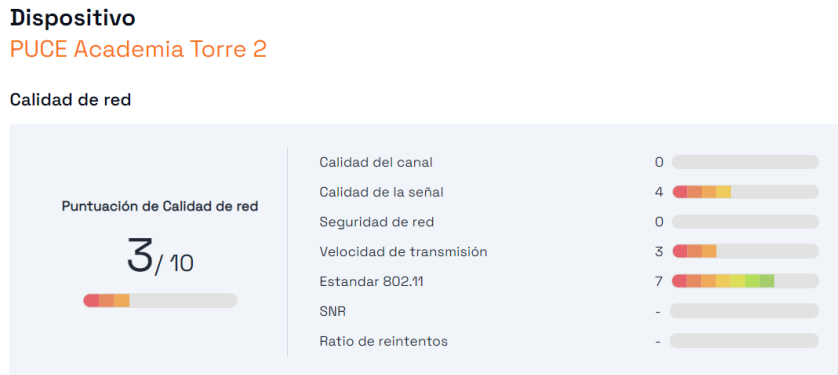 Dispositivo
PUCE Academia Torre 2
Calidad de red
Puntuación de Calidad de red
3/ 10
Calidad del canal 0
Calidad de la señal 4
Seguridad de red 0
Velocidad de transmisión 3
Estandar 802.11 7
SNR -
Ratio de reintentos -